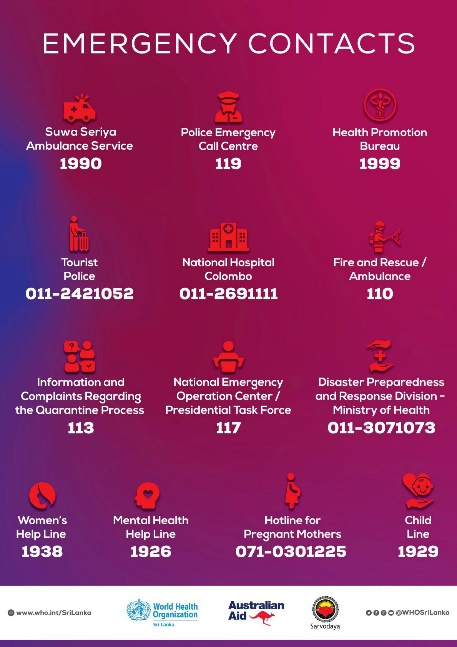 EMERGENCY CONTACTS
Suwa Seriya
Ambulance Service
1990
Police Emergency
Call Centre
119
Health Promotion
Bureau
1999
Tourist
Police
011-2421052
National Hospital
Colombo
011-2691111
Fire and Rescue /
Ambulance
110
Information and
Complaints Regarding
the Quarantine Process
113
National Emergency
Operation Center /
Presidential Task Force
117
Disaster Preparedness
and Response Division -
Ministry of Health
011-3071073
Women's
Help Line
1938
Mental Health
Help Line
1926
Hotline for
Pregnant Mothers
071-0301225
Child
Line
1929
www.who.int/SriLanka
World Health
Organization
Sri Lanka
Australian
Aid
Sarvodaya
@WHOSriLanka